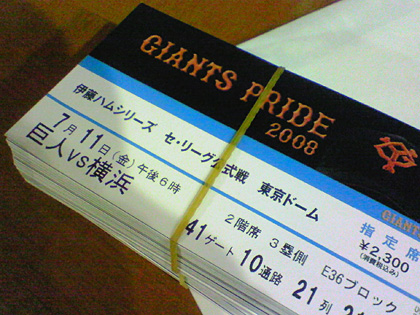 GIANTS PRIDE
2008
GIANTS
伊藤ハムシリーズ セ・リーグ公式戦 東京ドーム
7月11日(金)午後6時
巨人VS横浜
指定席
¥2,300
(消費税込み)
2階席 3塁側 E36ブロック
41ゲート 10通路 21列